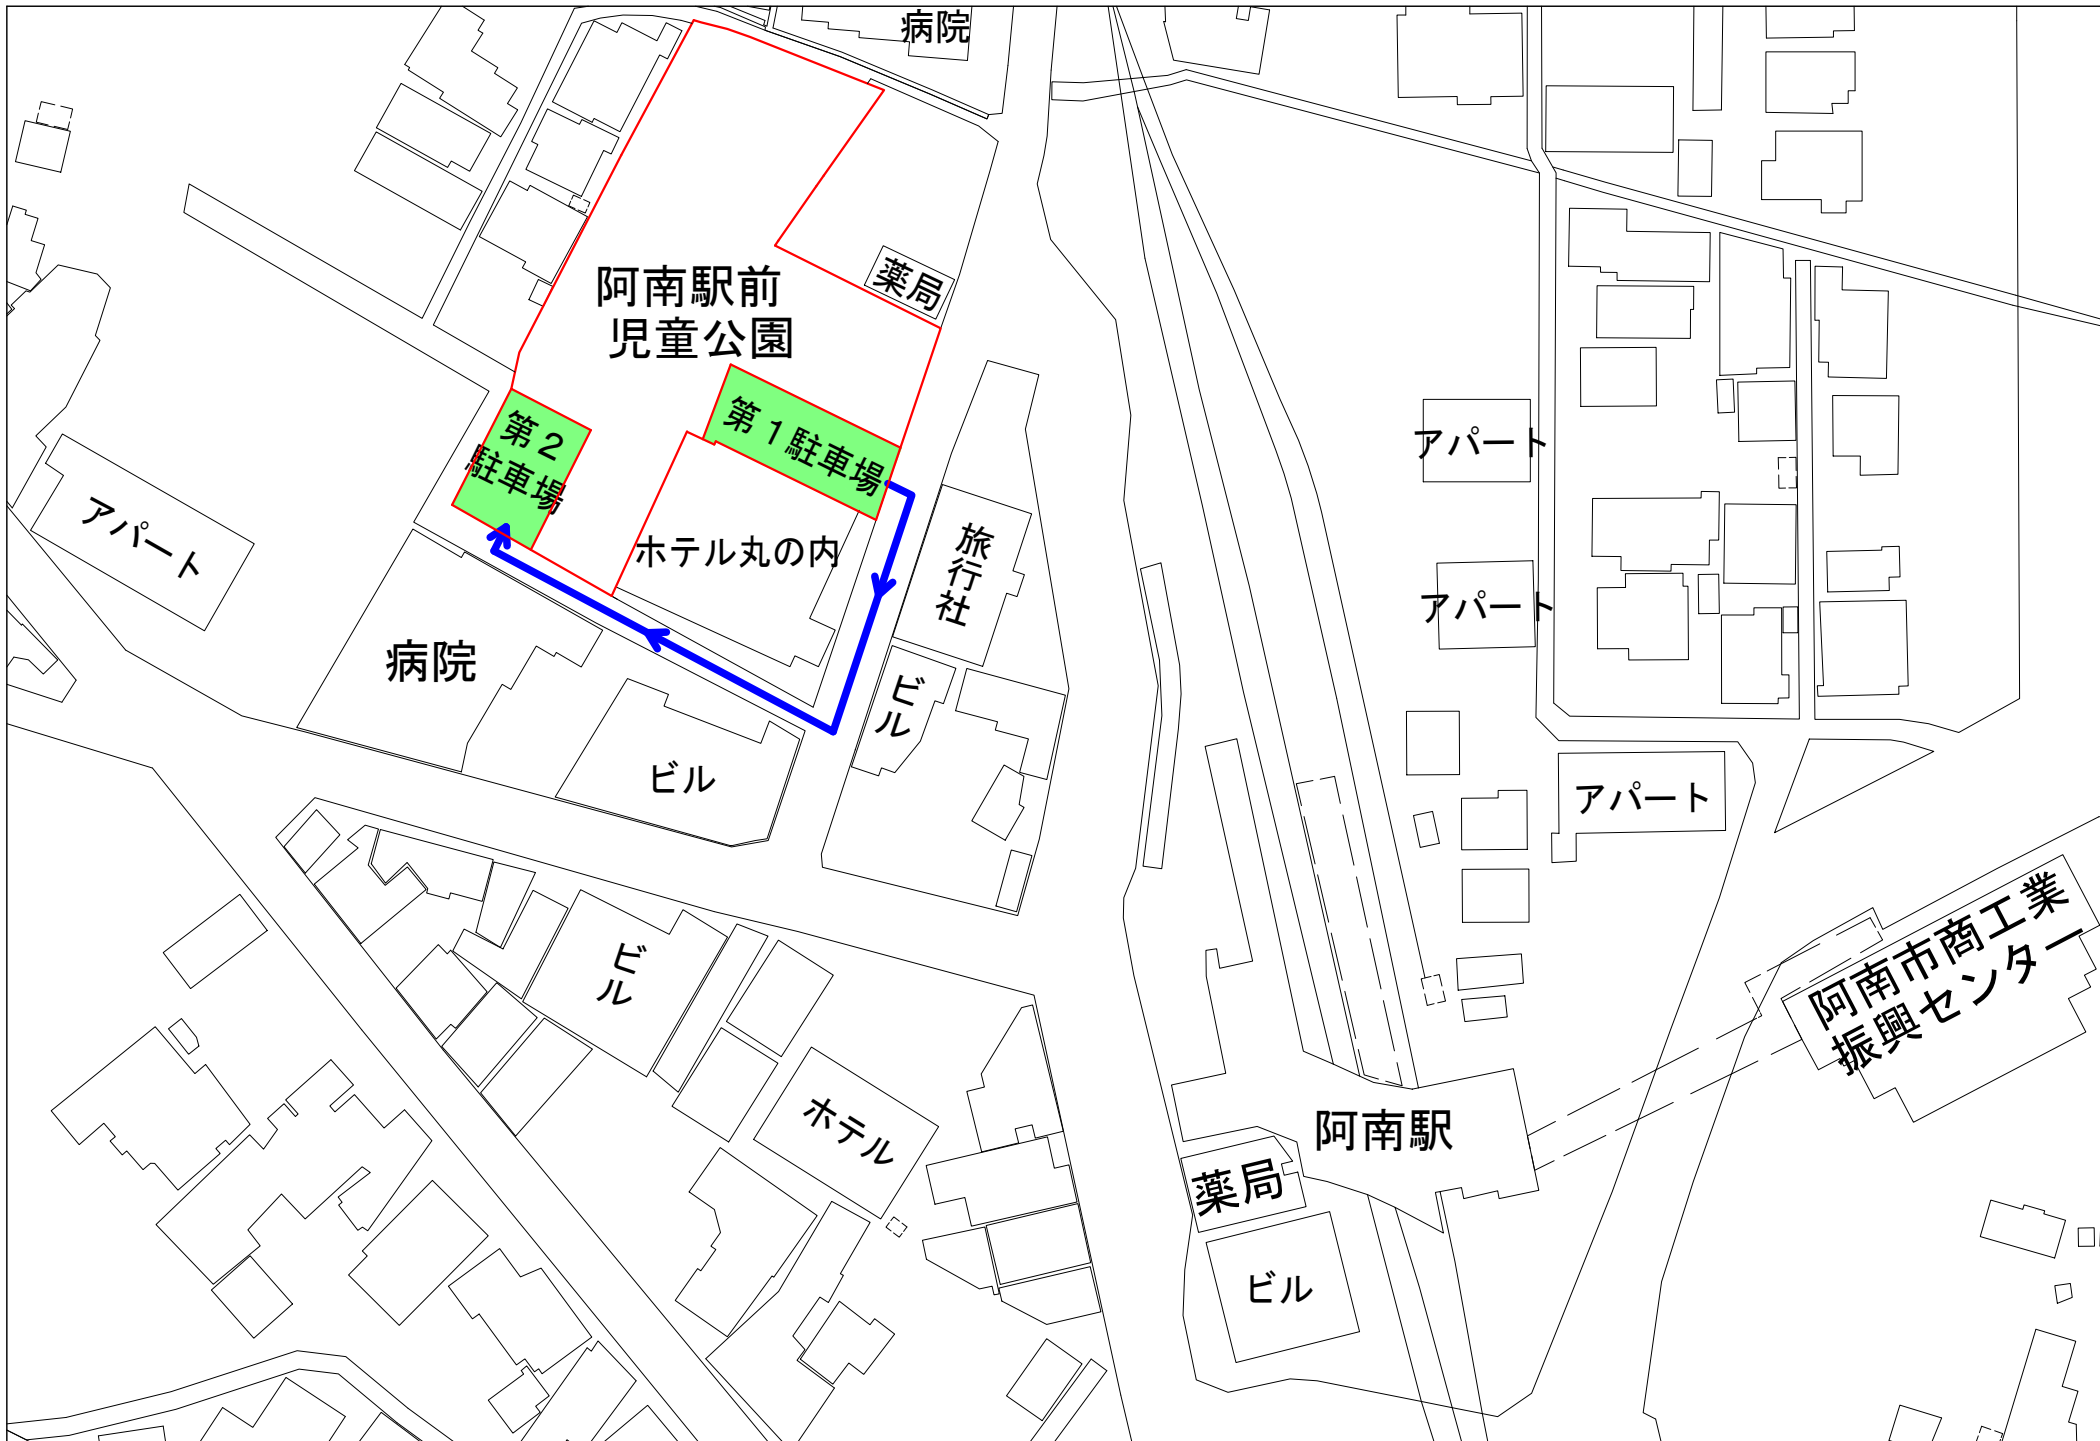 病院
薬局
阿南駅前
児童公園
第１駐車場
第２
駐車場
アパート
アパート
ホテル丸の内
旅行社
アパート
病院
ビル
ビル
アパート
ビル
阿南市商工業
振興センター
ホテル
阿南駅
薬局
ビル